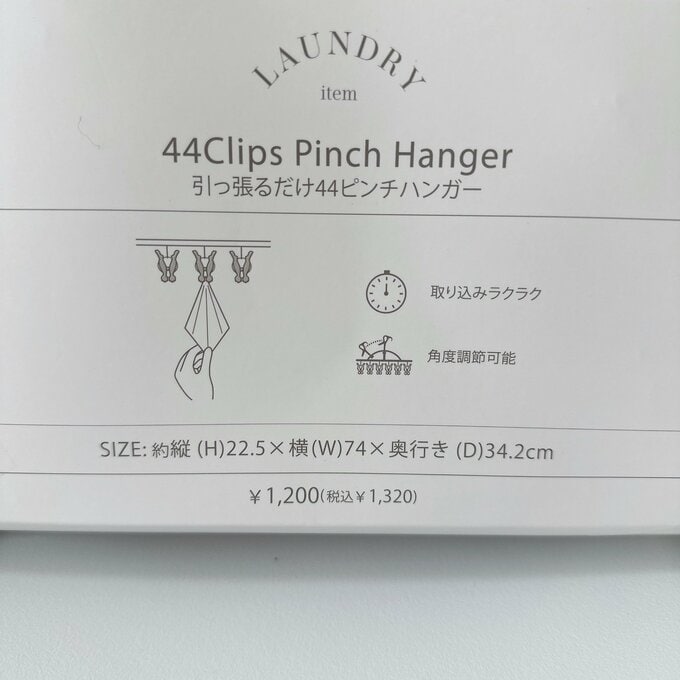 LAUNDRY
item
44Clips Pinch Hanger
引っ張るだけ44ピンチハンガー
取り込みラクラク
角度調節可能
SIZE: 約縦 (H)22.5×横(W)74×奥行き (D)34.2cm
￥1,200(税込￥1,320)